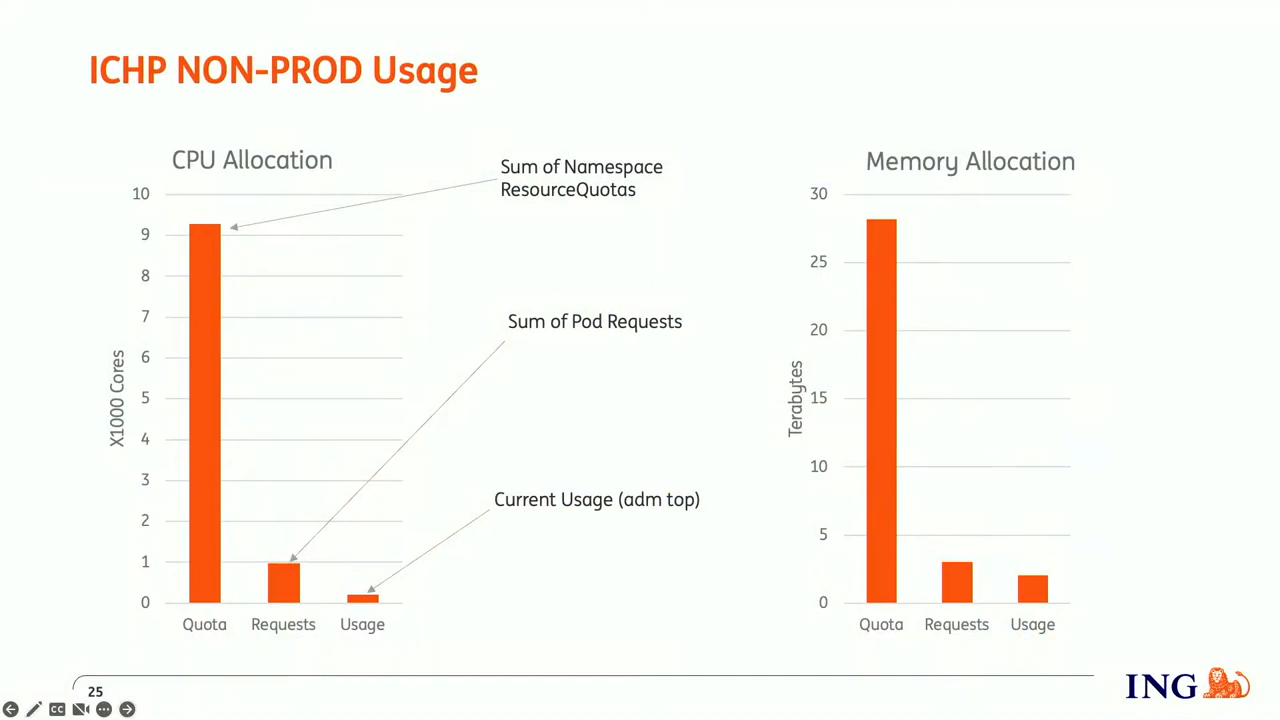 ICHP NON-PROD Usage
CPU Allocation
X1000 Cores
10
9
8
7
6
5
4
3
2
1
0
Quota
Requests
Usage
Sum of Namespace
ResourceQuotas
Sum of Pod Requests
Current Usage (adm top)
Memory Allocation
Terabytes
30
25
20
15
10
5
0
Quota
Requests
Usage
25
CC
ING